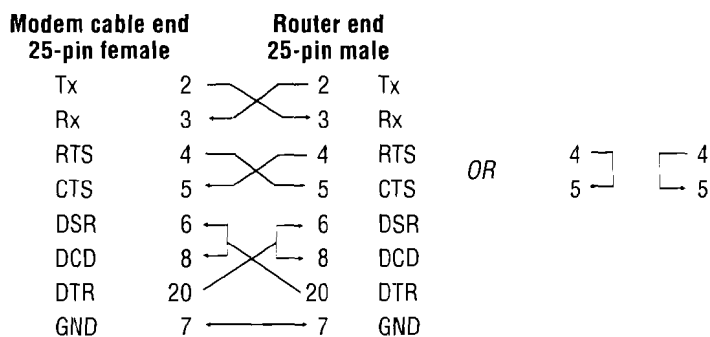 Modem cable end Router end
25-pin female 25-pin male
Tx 2 2 Tx
Rx 3 3 Rx
RTS 4 4 RTS OR 4 4
CTS 5 5 CTS 5 5
DSR 6 6 DSR
DCD 8 8 DCD
DTR 20 20 DTR
GND 7 7 GND